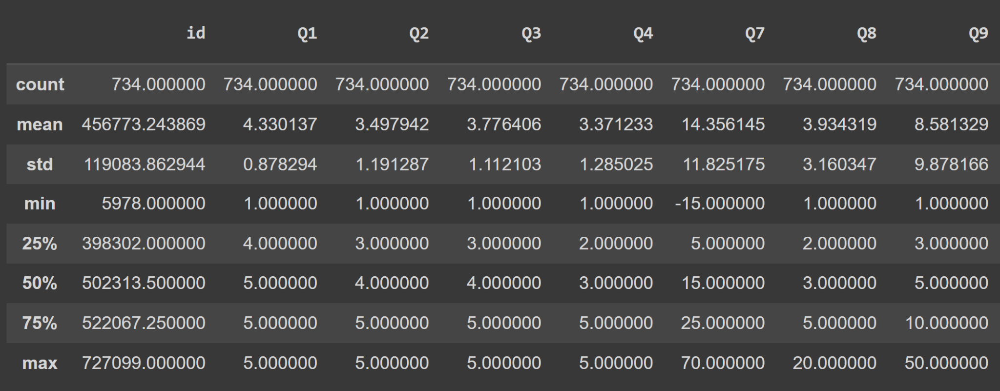 id Q1 Q2 Q3 Q4 Q7 Q8 Q9
count 734.000000 734.000000 734.000000 734.000000 734.000000 734.000000 734.000000 734.000000
mean 456773.243869 4.330137 3.497942 3.776406 3.371233 14.356145 3.934319 8.581329
std 119083.862944 0.878294 1.191287 1.112103 1.285025 11.825175 3.160347 9.878166
min 5978.000000 1.000000 1.000000 1.000000 1.000000 -15.000000 1.000000 1.000000
25% 398302.000000 4.000000 3.000000 3.000000 2.000000 5.000000 2.000000 3.000000
50% 502313.500000 5.000000 4.000000 4.000000 3.000000 15.000000 3.000000 5.000000
75% 522067.250000 5.000000 5.000000 5.000000 5.000000 25.000000 5.000000 10.000000
max 727099.000000 5.000000 5.000000 5.000000 5.000000 70.000000 20.000000 50.000000